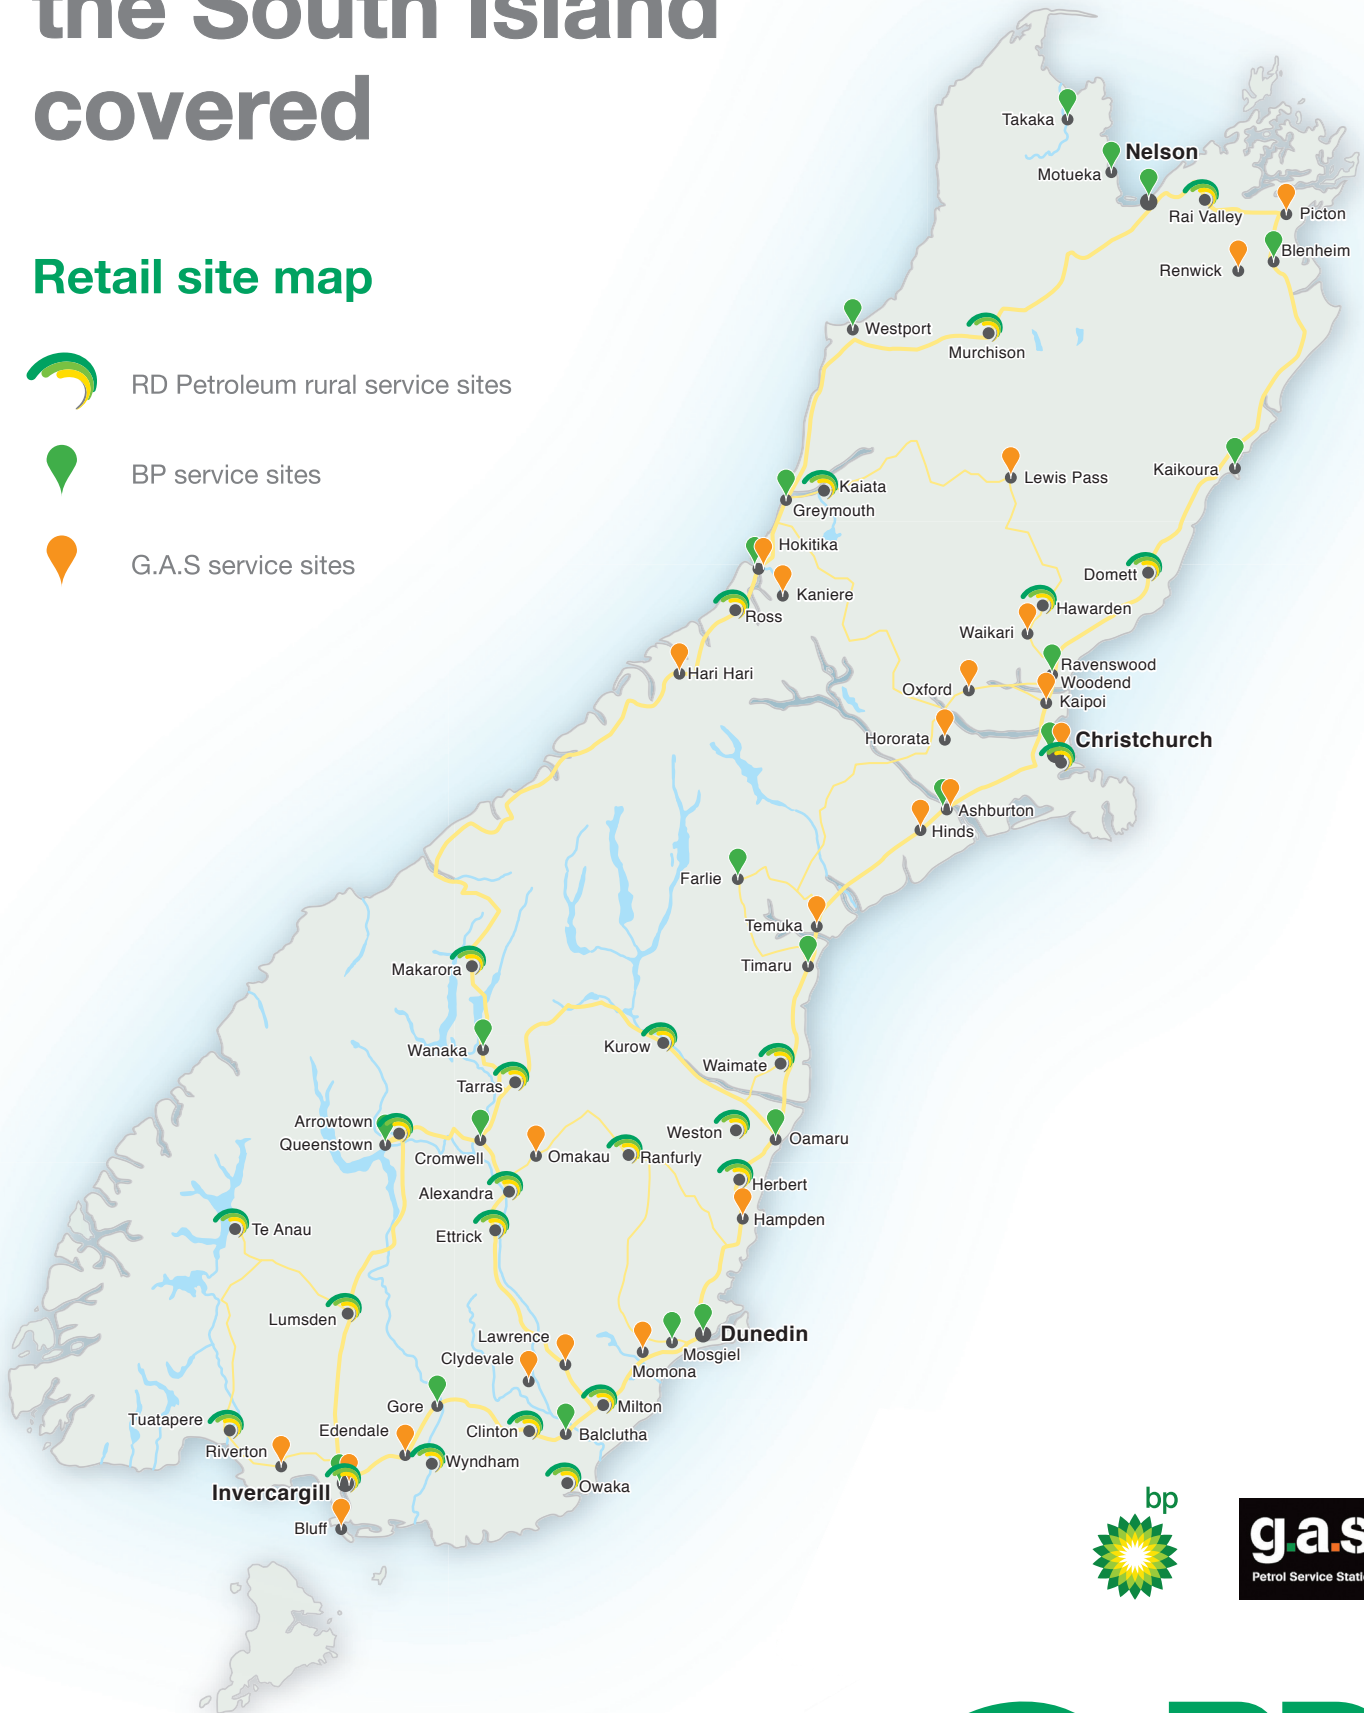 the South Island
covered
Retail site map
RD Petroleum rural service sites
BP service sites
G.A.S service sites
Takaka
Nelson
Motueka
Rai Valley
Picton
Blenheim
Renwick
Westport
Murchison
Kaikoura
Lewis Pass
Kaiata
Greymouth
Hokitika
Domett
Kaniere
Hawarden
Ross
Waikari
Ravenswood
Hari Hari
Woodend
Oxford
Kaipoi
Hororata
Christchurch
Ashburton
Hinds
Farlie
Temuka
Timaru
Makarora
Kurow
Wanaka
Waimate
Tarras
Arrowtown
Weston
Oamaru
Queenstown
Cromwell
Omakau
Ranfurly
Herbert
Alexandra
Hampden
Te Anau
Ettrick
Lumsden
Lawrence
Dunedin
Clydevale
Mosgiel
Momona
Gore
Milton
Tuatapere
Edendale
Clinton
Balclutha
Riverton
Wyndham
Owaka
Invercargill
Bluff
bp
g.a.s
Petrol Service Stati